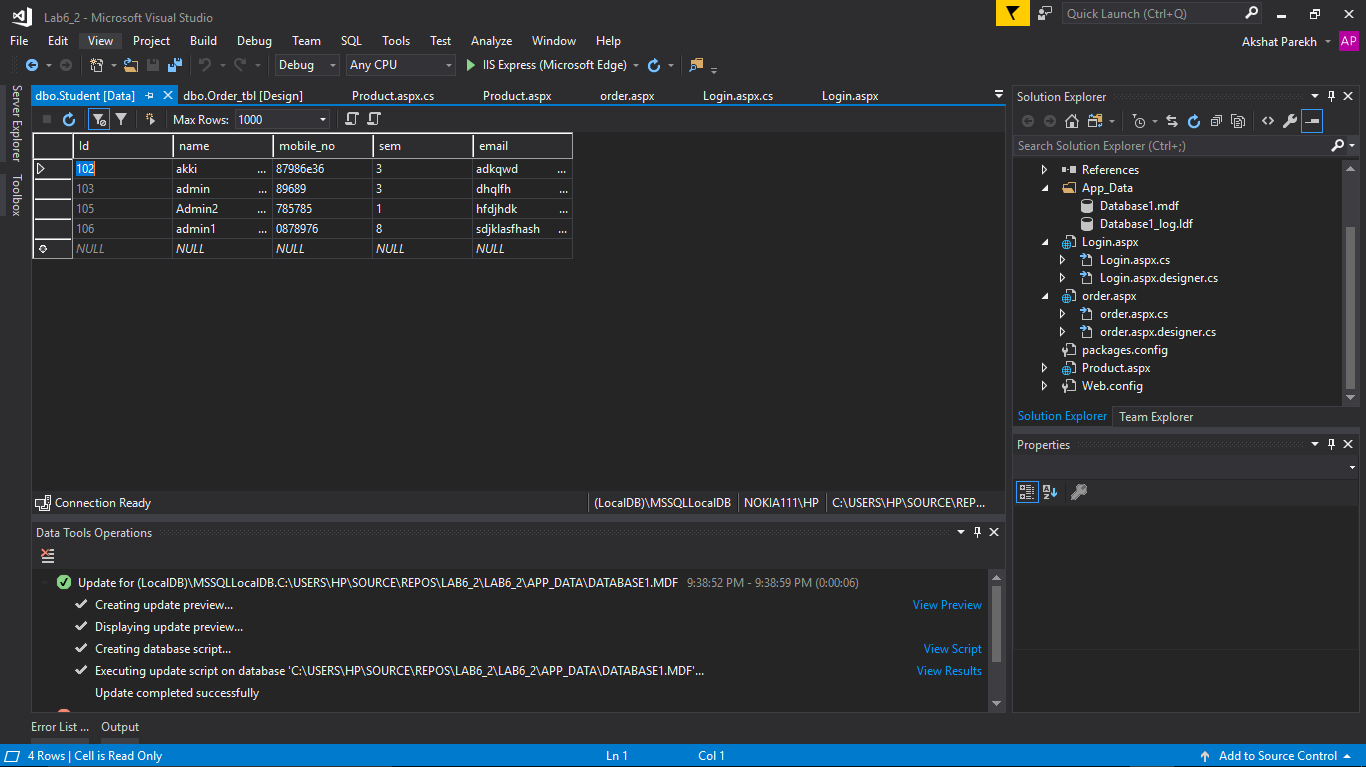 Lab6_2 - Microsoft Visual Studio
Quick Launch (Ctrl+Q)
File Edit View Project Build Debug Team SQL Tools Test Analyze Window Help
Akshat Parekh AP
Debug Any CPU IIS Express (Microsoft Edge)
dbo.Student [Data] dbo.Order_tbl [Design] Product.aspx.cs Product.aspx order.aspx Login.aspx.cs Login.aspx
Server Explorer
Toolbox
Max Rows: 1000
Id name mobile_no sem email
102 akki ... 87986e36 3 adkqwd ...
103 admin ... 89689 3 dhqlfh ...
105 Admin2 ... 785785 1 hfdjhdk ...
106 admin1 ... 0878976 8 sdjklasfhash ...
NULL NULL NULL NULL NULL
Connection Ready (LocalDB)\MSSQLLocalDB NOKIA111\HP C:\USERS\HP\SOURCE\REP...
Data Tools Operations
Update for (LocalDB)\MSSQLLocalDB.C:\USERS\HP\SOURCE\REPOS\LAB6_2\LAB6_2\APP_DATA\DATABASE1.MDF 9:38:52 PM - 9:38:59 PM (0:00:06)
Creating update preview... View Preview
Displaying update preview...
Creating database script... View Script
Executing update script on database 'C:\USERS\HP\SOURCE\REPOS\LAB6_2\LAB6_2\APP_DATA\DATABASE1.MDF'... View Results
Update completed successfully
Error List ... Output
Solution Explorer
Search Solution Explorer (Ctrl+;)
References
App_Data
Database1.mdf
Database1_log.ldf
Login.aspx
Login.aspx.cs
Login.aspx.designer.cs
order.aspx
order.aspx.cs
order.aspx.designer.cs
packages.config
Product.aspx
Web.config
Solution Explorer Team Explorer
Properties
4 Rows | Cell is Read Only Ln 1 Col 1 Add to Source Control